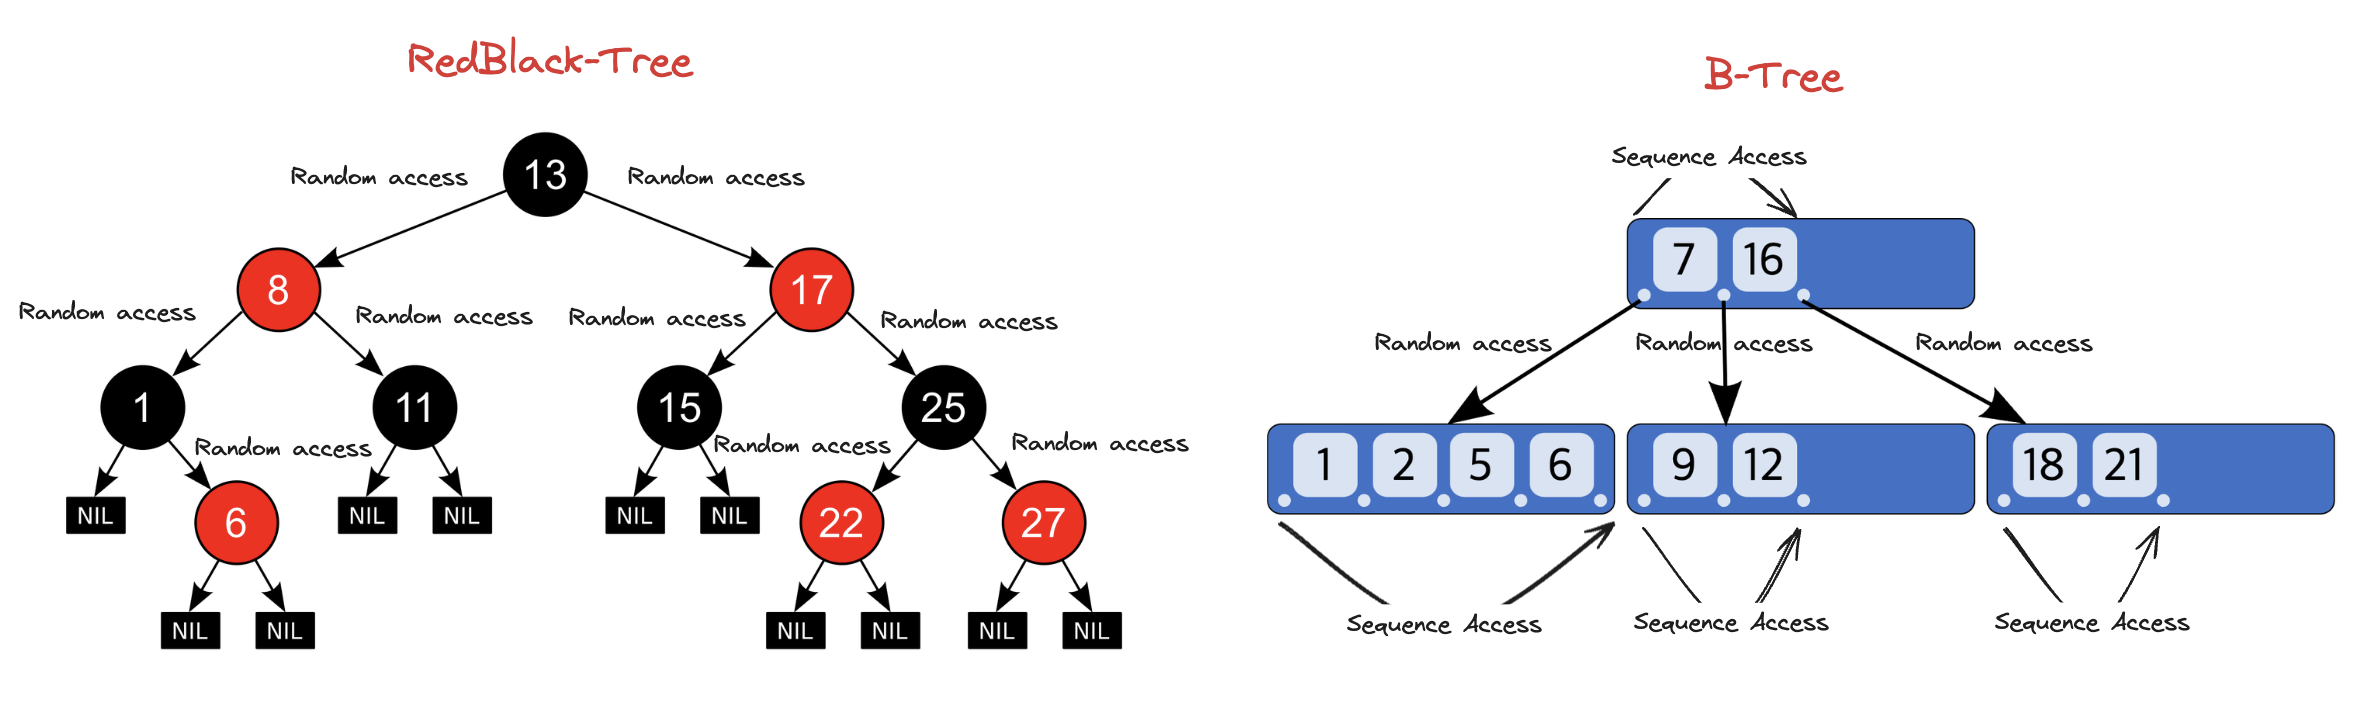 RedBlack-Tree
B-Tree
Sequence Access
Random access
13
Random access
7 16
8
17
Random access
Random access
Random access
Random access
Random access
Random access
Random access
1
11
15
25
1 2 5 6
9 12
18 21
Random access
Random access
Random access
NIL
6
NIL
NIL
NIL
NIL
22
27
NIL
NIL
NIL
NIL
NIL
NIL
Sequence Access
Sequence Access
Sequence Access